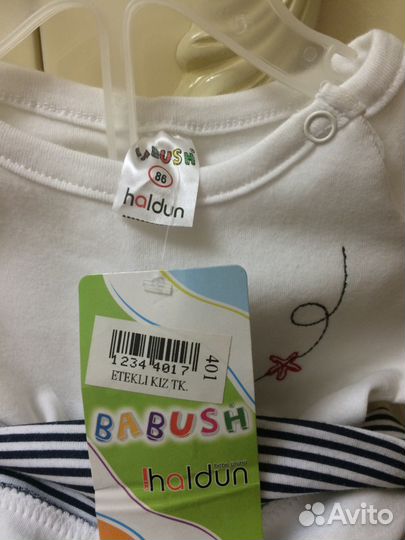 BABUSH
86
haldun
1234 4017
401
ETEKLI KIZ TK.
BABUSH
haldun
Avito